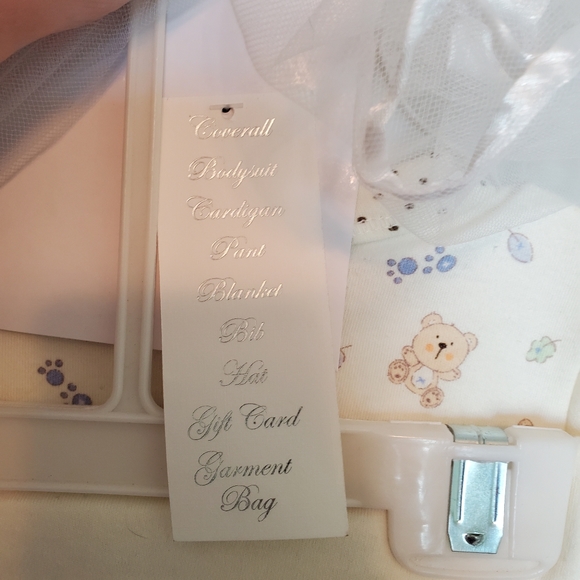 Coverall
Bodysuit
Cardigan
Pant
Blanket
Bib
Hat
Gift Card
Garment
Bag